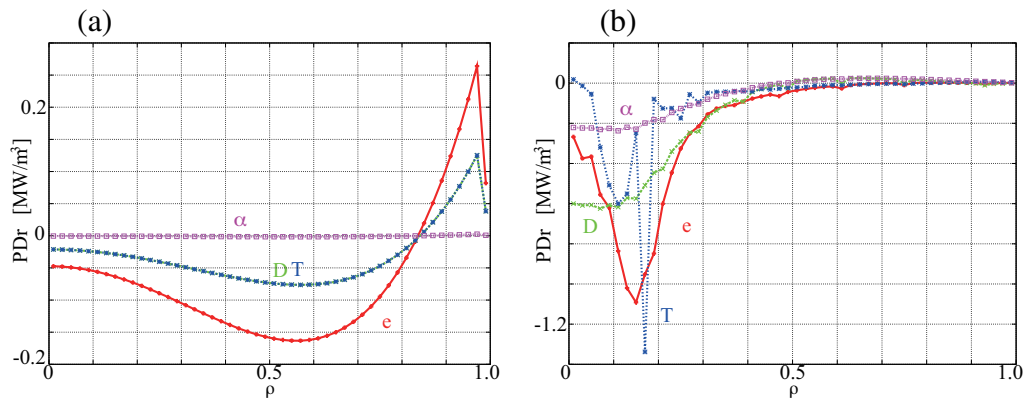 (a)
PDr [MW/m³]
0.2
0
-0.2
α
D T
e
0 0.5 1.0
ρ
(b)
PDr [MW/m³]
0
-1.2
α
D
e
T
0 0.5 1.0
ρ